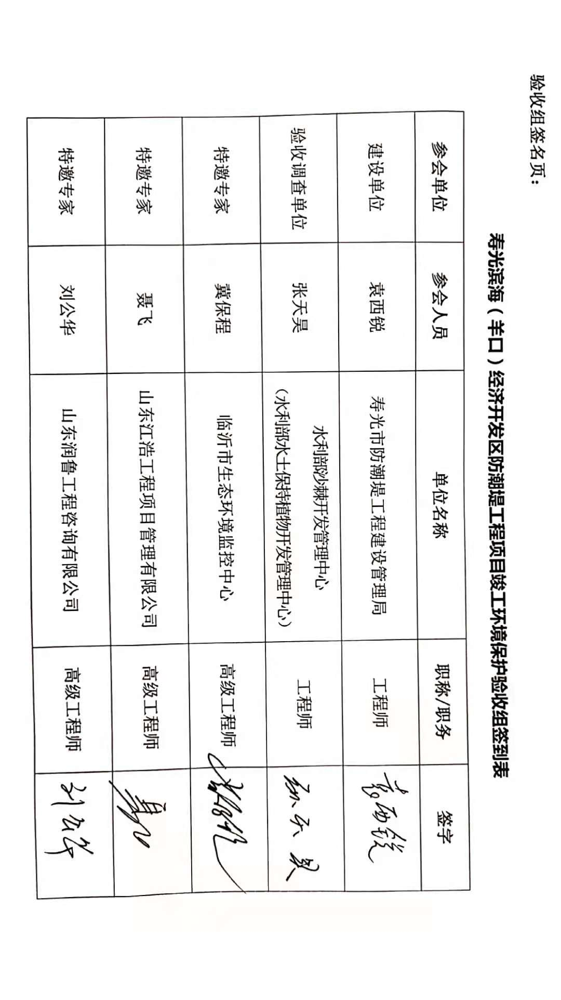 验收组签名页：
寿光滨海（羊口）经济开发区防潮堤工程项目竣工环境保护验收组签到表
参会单位 参会人员 单位名称 职称/职务 签字
建设单位 袁西锐 寿光市防潮堤工程建设管理局 工程师 袁西锐
验收调查单位 张天昊 水利部沙棘开发管理中心
（水利部水土保持植物开发管理中心） 工程师 张天昊
特邀专家 冀保程 临沂市生态环境监控中心 高级工程师
特邀专家 聂飞 山东江浩工程项目管理有限公司 高级工程师
特邀专家 刘公华 山东润鲁工程咨询有限公司 高级工程师 刘公华